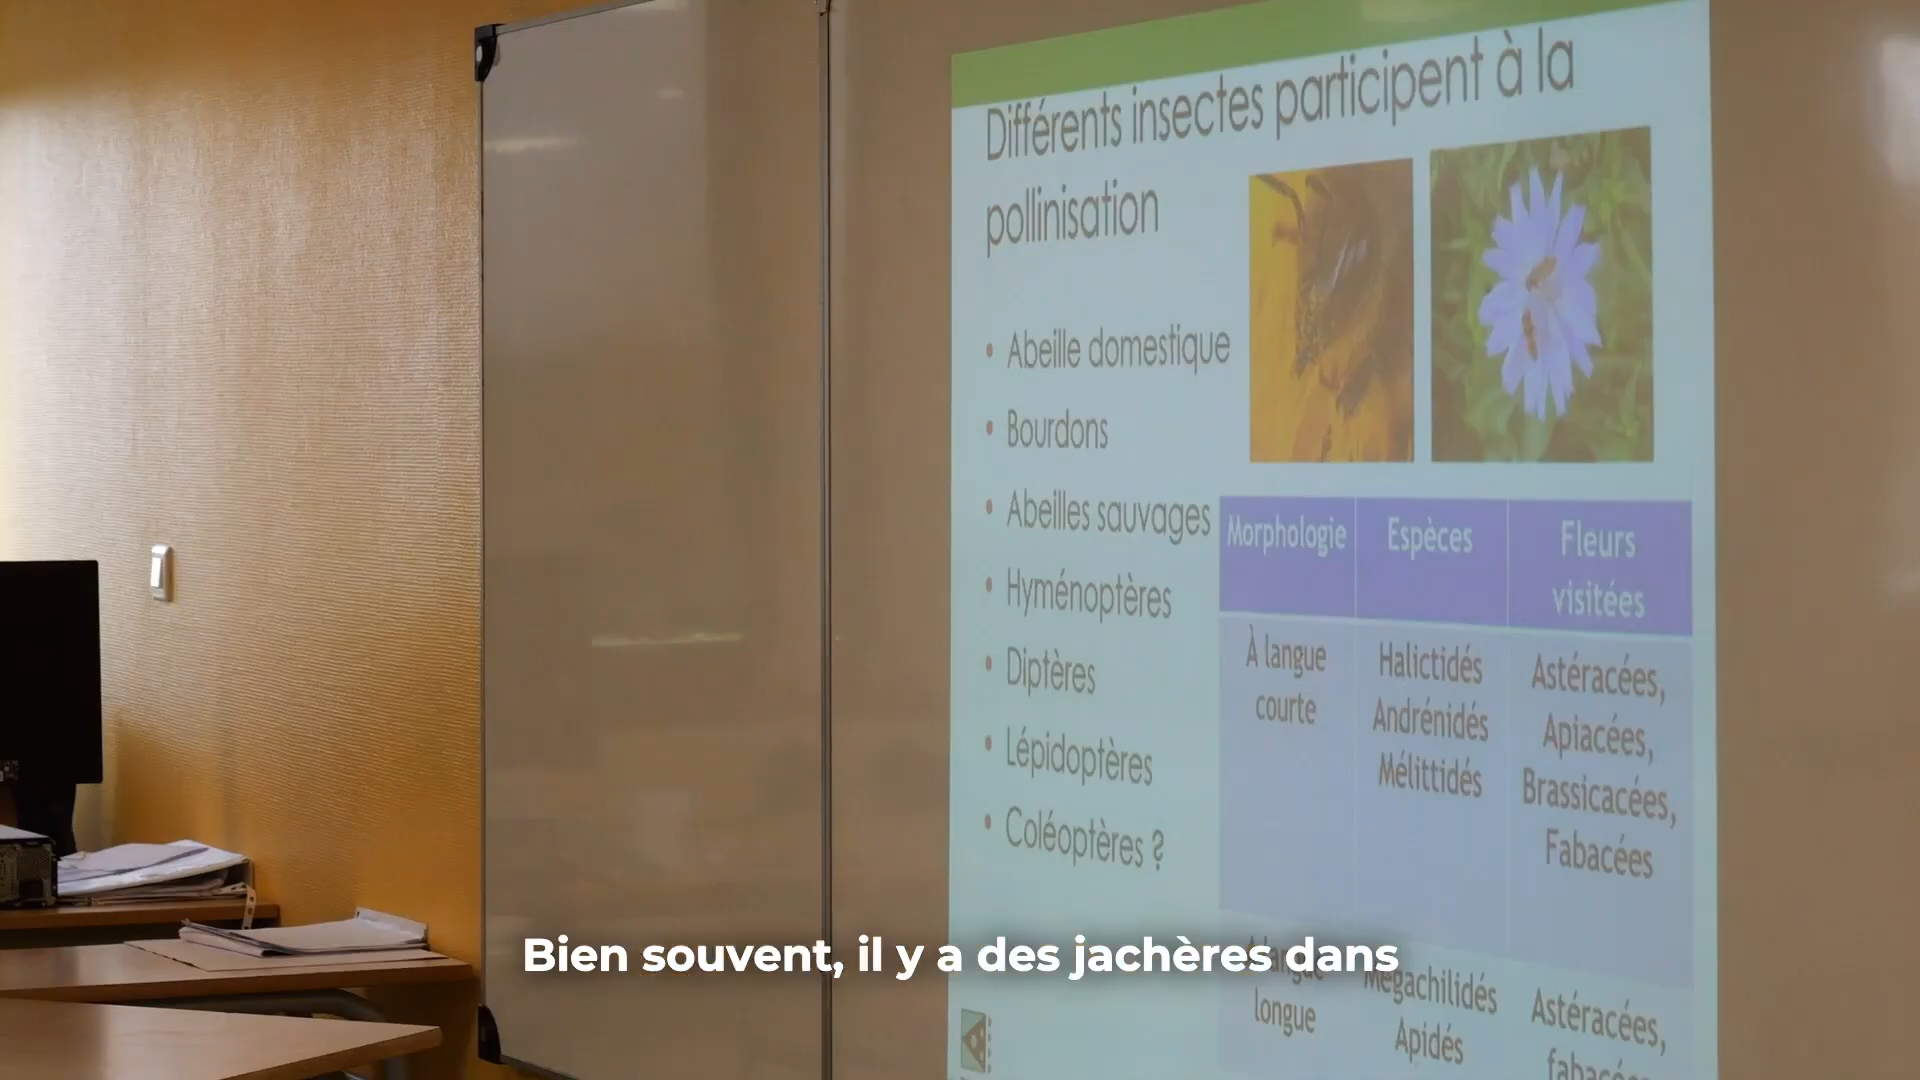 Différents insectes participent à la
pollinisation
• Abeille domestique
• Bourdons
• Abeilles sauvages
• Hyménoptères
• Diptères
• Lépidoptères
• Coléoptères ?
Morphologie
Espèces
Fleurs
visitées
À langue
courte
Halictidés
Andrénidés
Mélittidés
Astéracées,
Apiacées,
Brassicacées,
Fabacées
langue
longue
Mégachilidés
Apidés
Astéracées,
Bien souvent, il y a des jachères dans